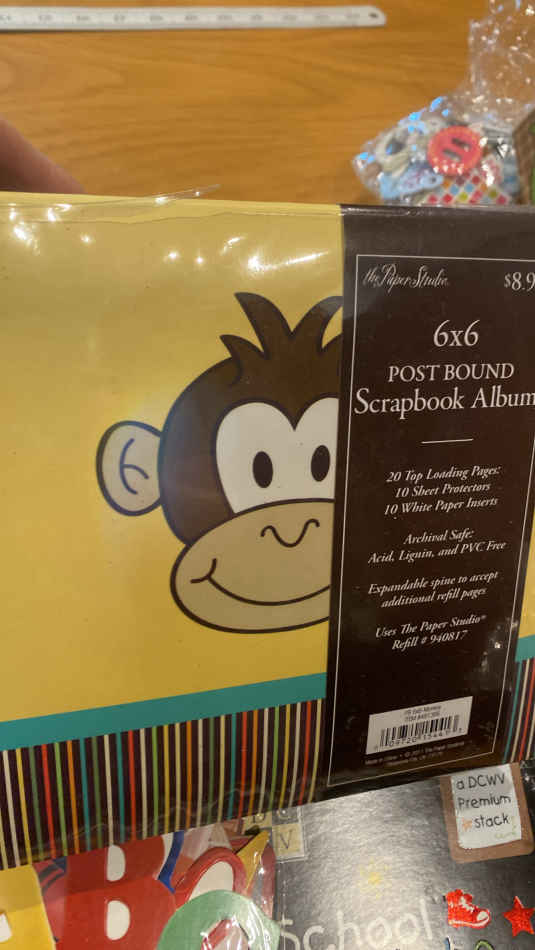 the Paper Studio
$8.9
6x6
POST BOUND
Scrapbook Album
20 Top Loading Pages:
10 Sheet Protectors
10 White Paper Inserts
Archival Safe:
Acid, Lignin, and PVC Free
Expandable spine to accept
additional refill pages
Uses The Paper Studio®
Refill # 940817
a DCWV
Premium
stack
School